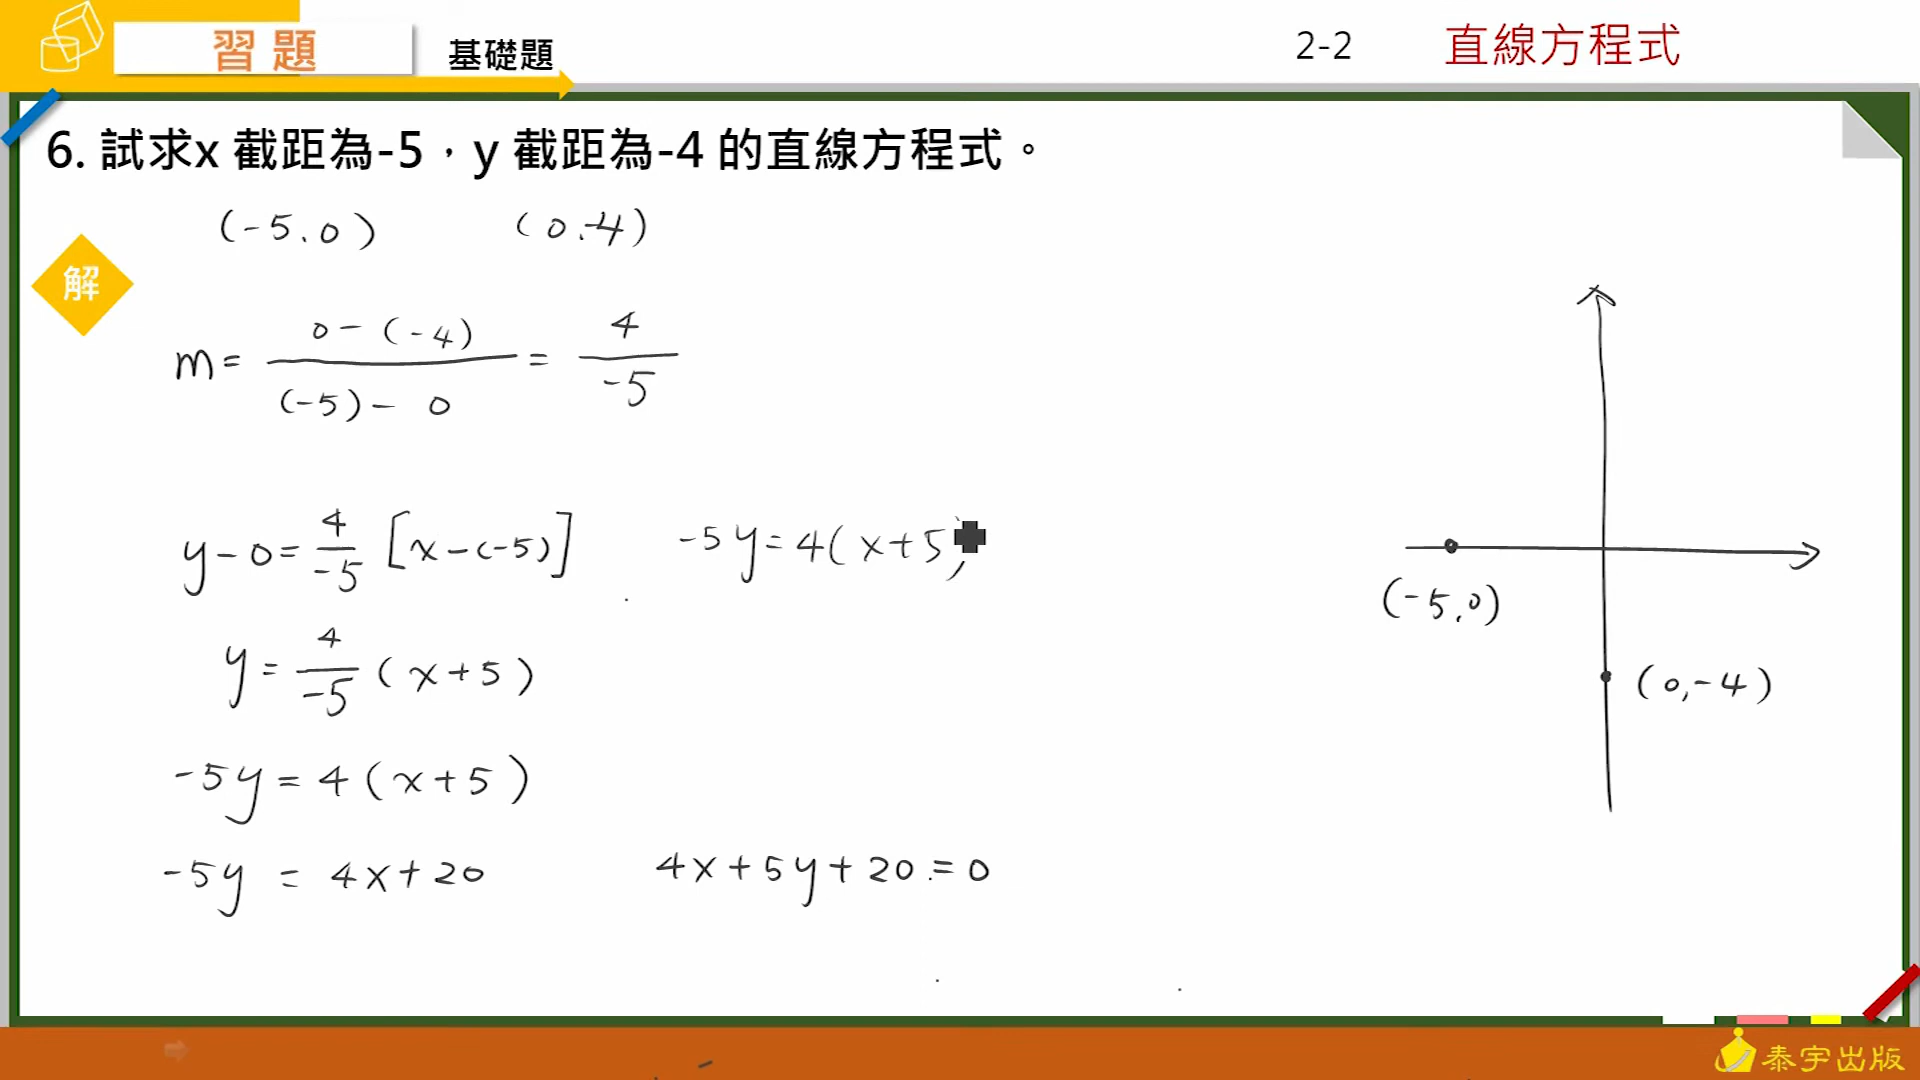 習題 基礎題 2-2 直線方程式
6. 試求x 截距為-5，y 截距為-4 的直線方程式。
(-5.0) (0.-4)
解
m= 0-(-4) / (-5)-0 = 4 / -5
y-0= 4/-5 [x-(-5)] -5y=4(x+5)
(-5,0)
y= 4/-5 (x+5) (0,-4)
-5y=4(x+5)
-5y = 4x+20 4x+5y+20=0
泰宇出版